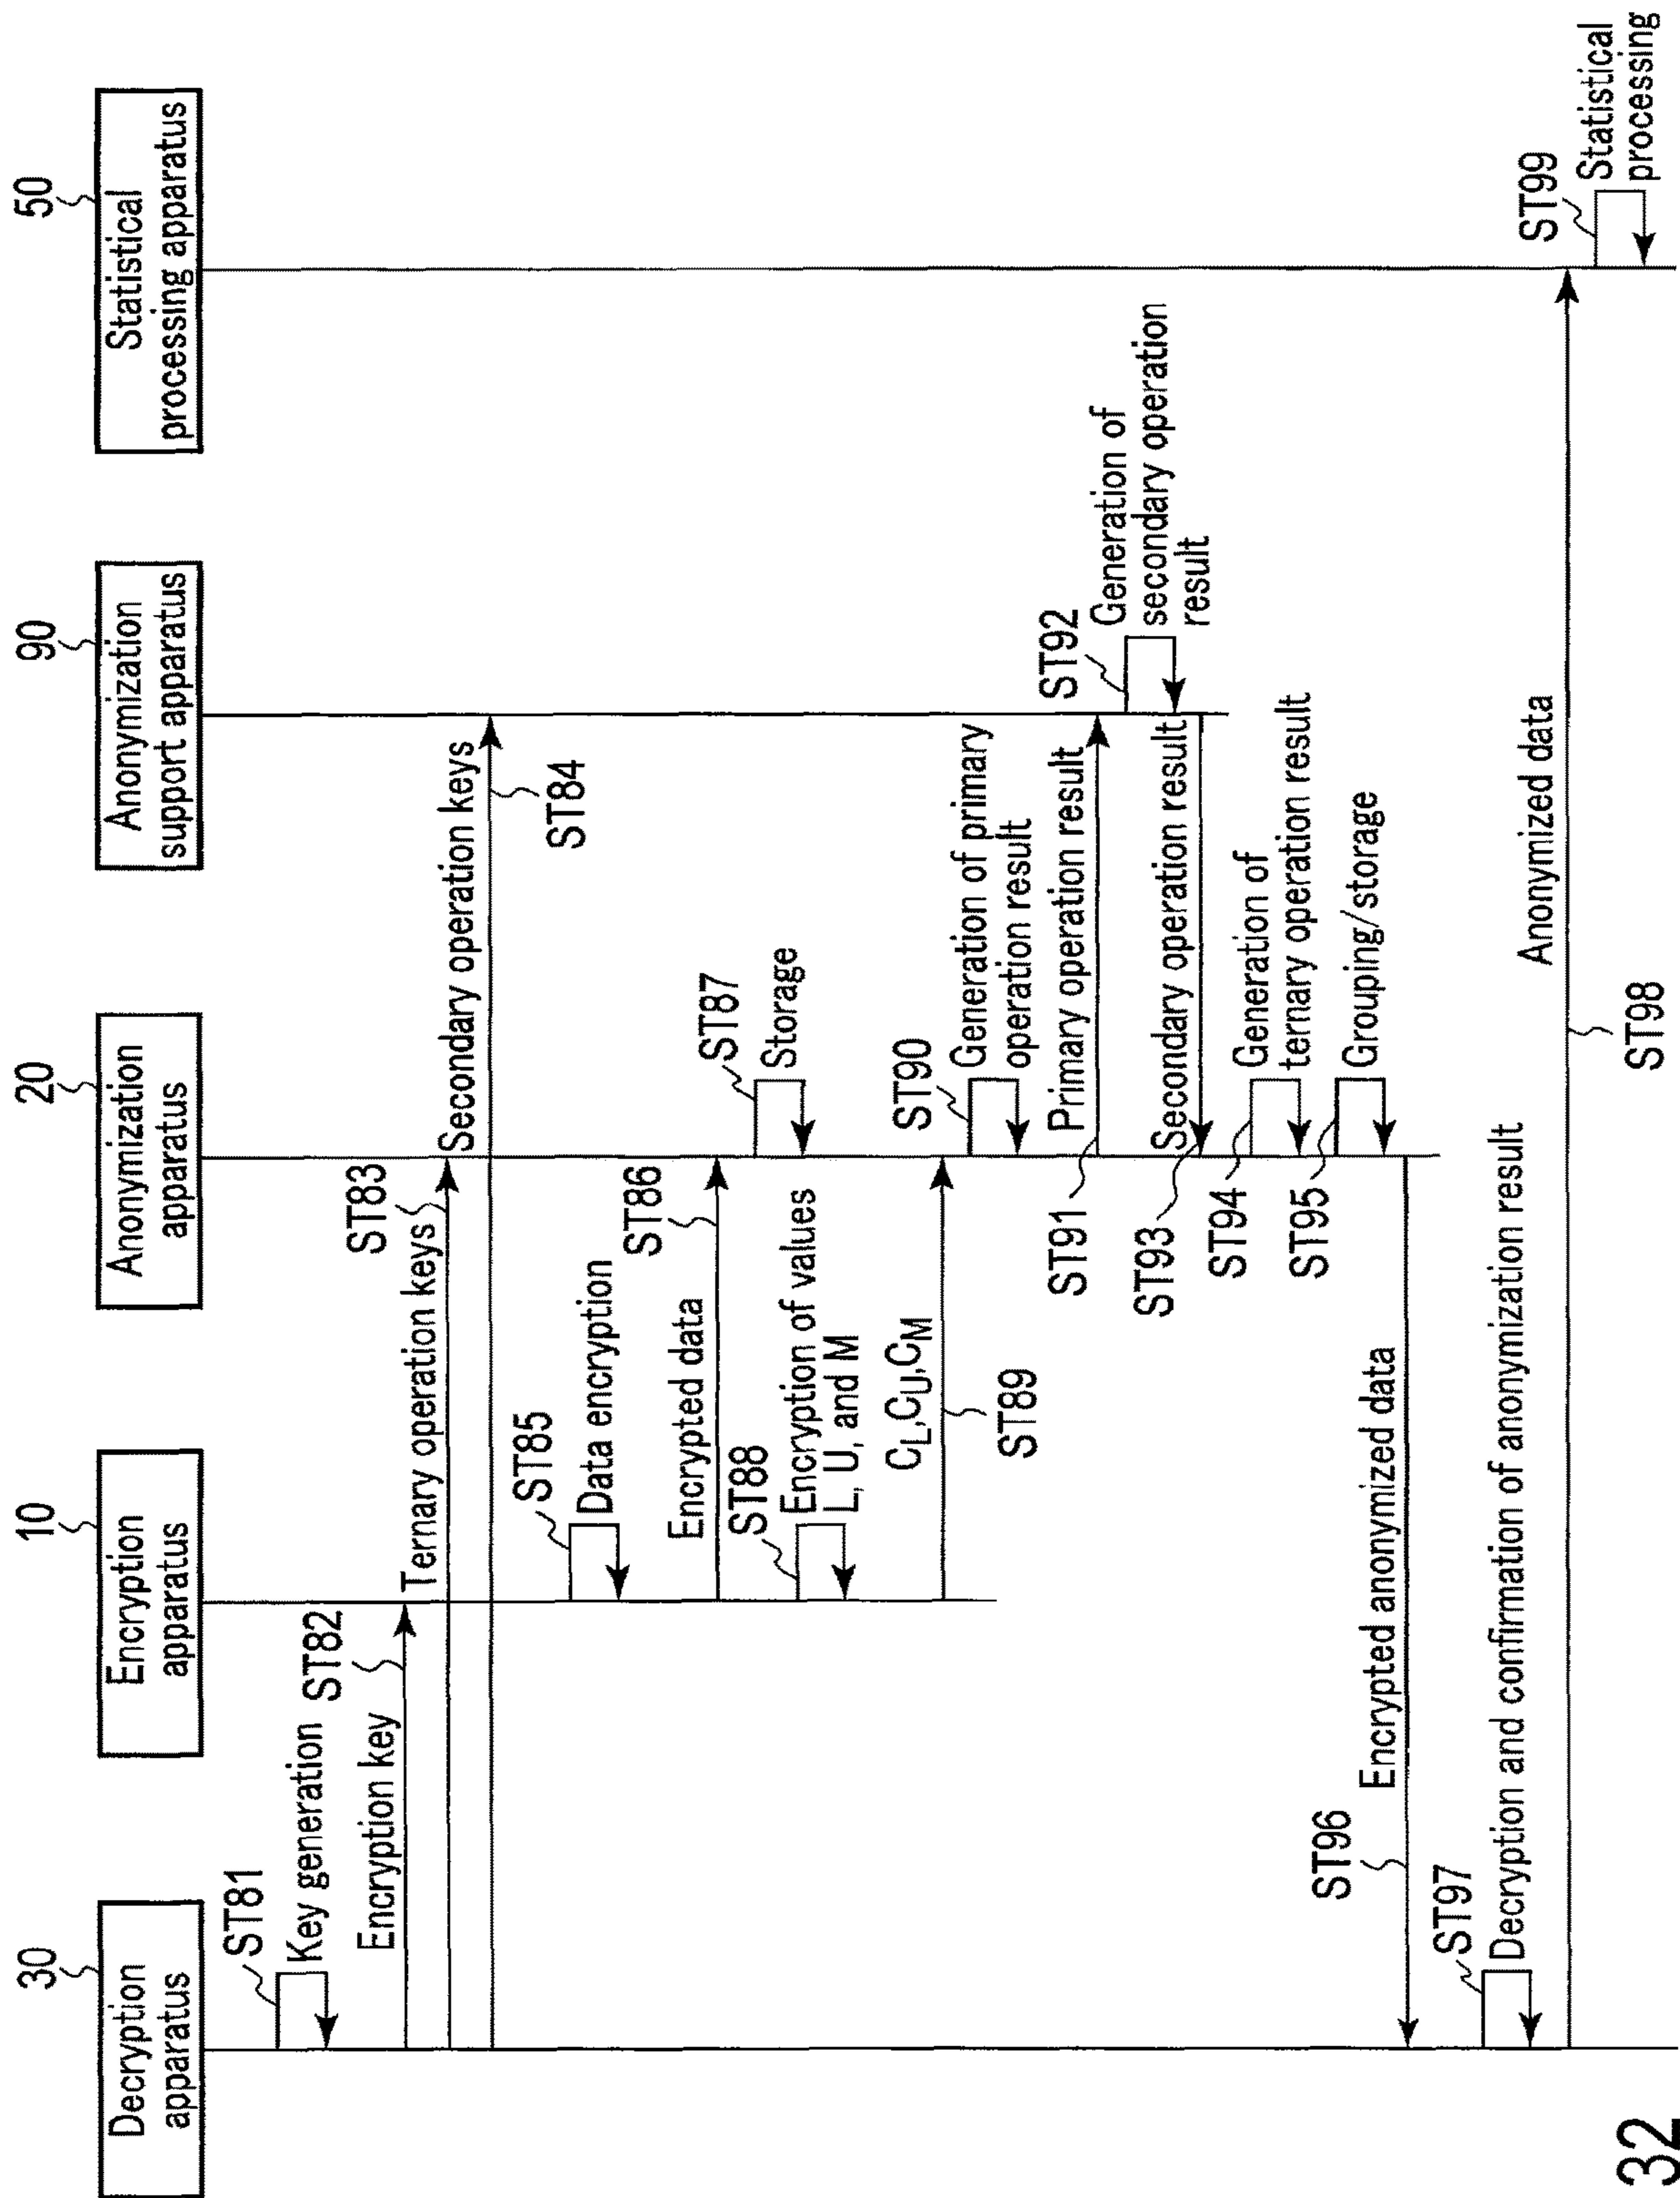 30
Decryption
apparatus
10
Encryption
apparatus
20
Anonymization
apparatus
90
Anonymization
support apparatus
50
Statistical
processing apparatus
ST81
Key generation
ST82
Encryption key
ST83
Ternary operation keys
Secondary operation keys
ST84
ST85
Data encryption
ST86
Encrypted data
ST87
Storage
ST88
Encryption of values
L, U, and M
CL,CU,CM
ST89
ST90
Generation of primary
operation result
Primary operation result
ST91
ST92
Generation of
secondary operation
result
Secondary operation result
ST93
ST94
Generation of
ternary operation result
ST95
Grouping/storage
Encrypted anonymized data
ST96
ST97
Decryption and confirmation of anonymization result
Anonymized data
ST98
ST99
Statistical
processing
32